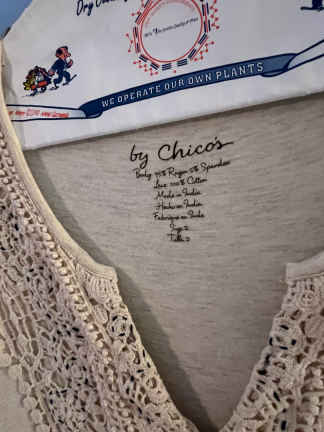 Dry
WE OPERATE OUR OWN PLANTS
by Chico's
Body: 95% Rayon 5% Spandex
Lace: 100% Cotton
Made in India
Hecho en India
Fabriqué en Inde
Size 2
Talla 2